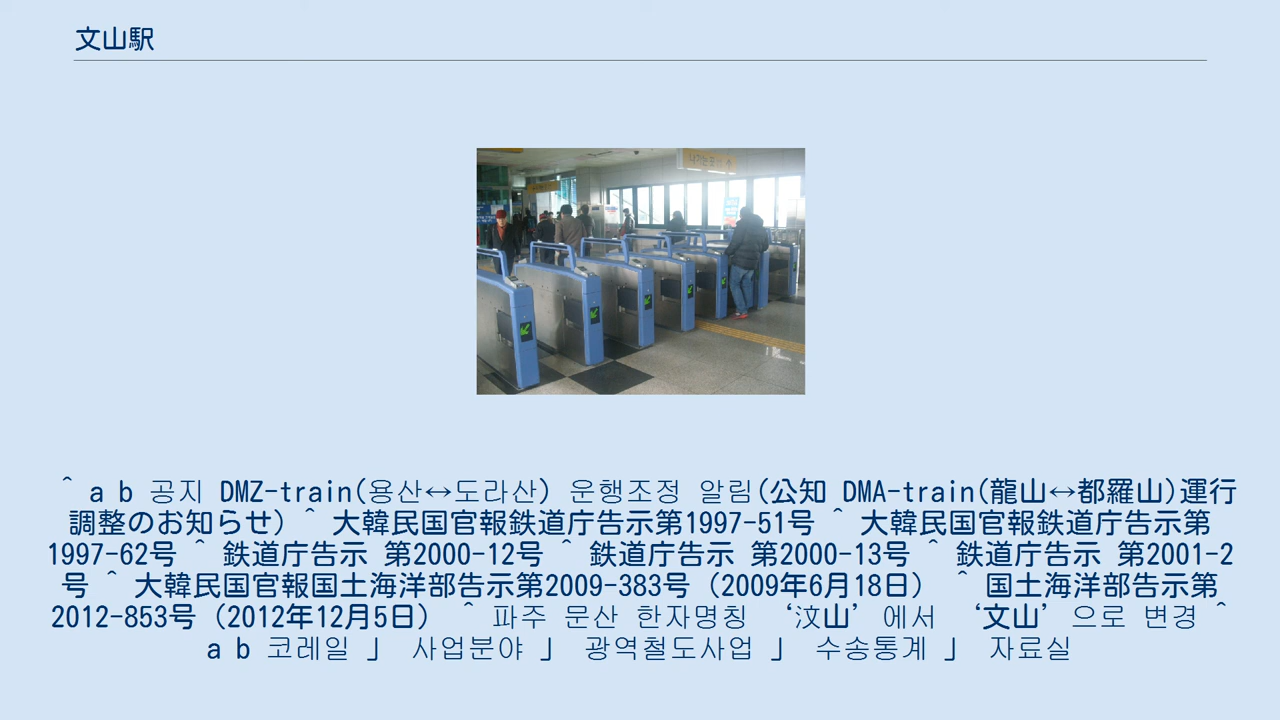 文山駅
나가는곳
^ a b 공지 DMZ-train(용산↔도라산) 운행조정 알림(公知 DMA-train(龍山↔都羅山)運行
調整のお知らせ) ^ 大韓民国官報鉄道庁告示第1997-51号 ^ 大韓民国官報鉄道庁告示第
1997-62号 ^ 鉄道庁告示 第2000-12号 ^ 鉄道庁告示 第2000-13号 ^ 鉄道庁告示 第2001-2
号 ^ 大韓民国官報国土海洋部告示第2009-383号（2009年6月18日） ^ 国土海洋部告示第
2012-853号（2012年12月5日） ^ 파주 문산 한자명칭 ‘汶山’에서 ‘文山’으로 변경 ^
a b 코레일 」 사업분야 」 광역철도사업 」 수송통계 」 자료실